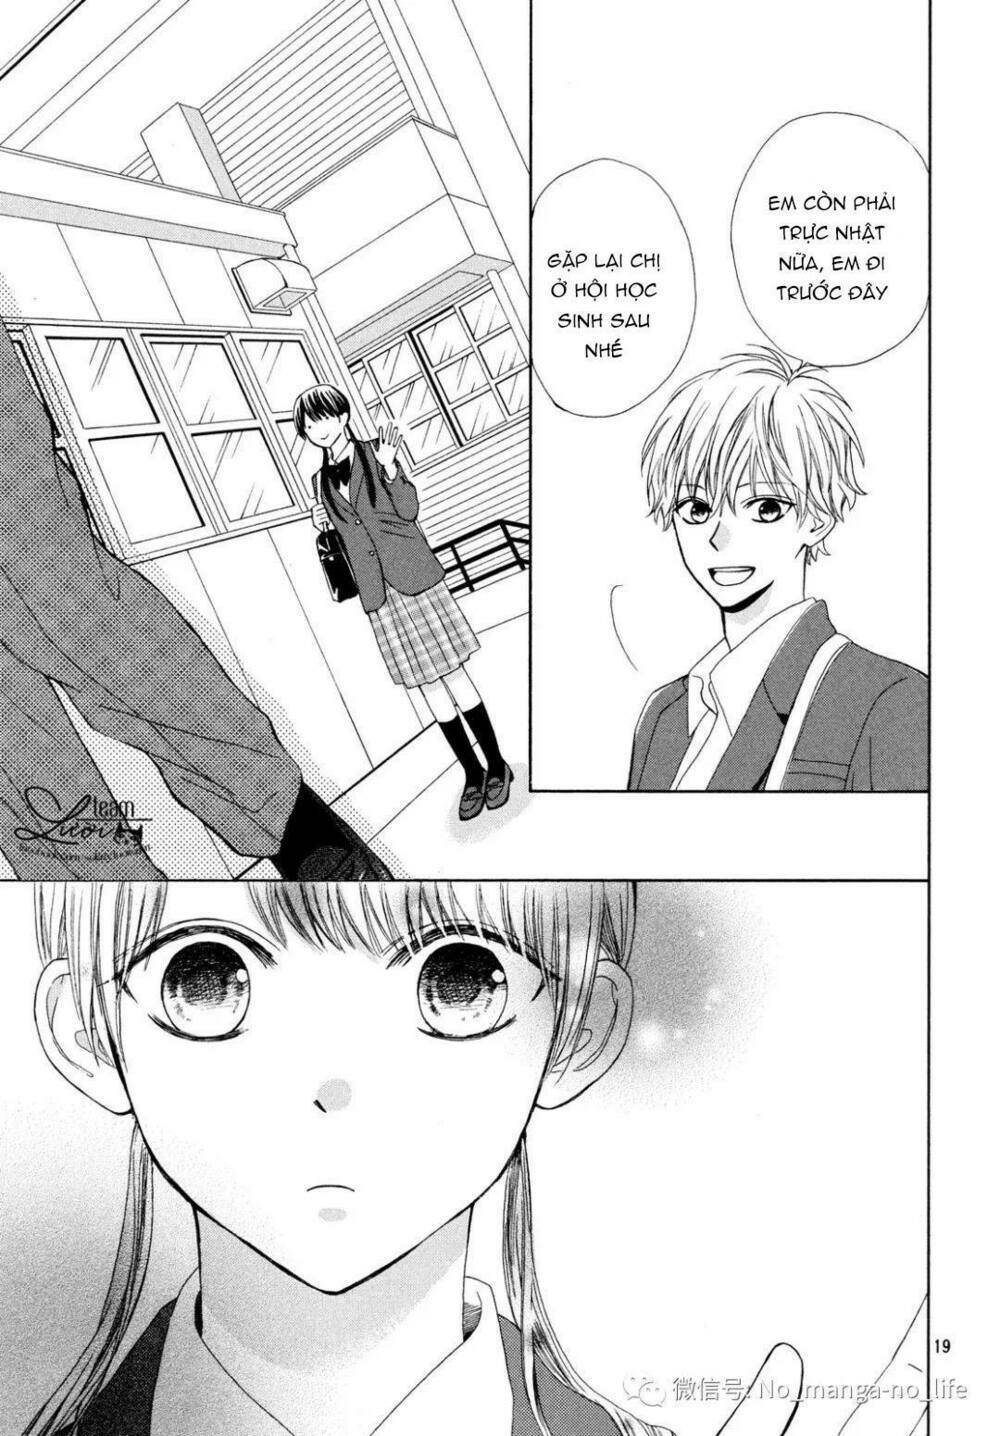 EM CÒN PHẢI
TRỰC NHẬT
NỮA, EM ĐI
TRƯỚC ĐÂY
GẶP LẠI CHỊ
Ở HỘI HỌC
SINH SAU
NHÉ
team
Lười
19
微信号: No_manga-no_life